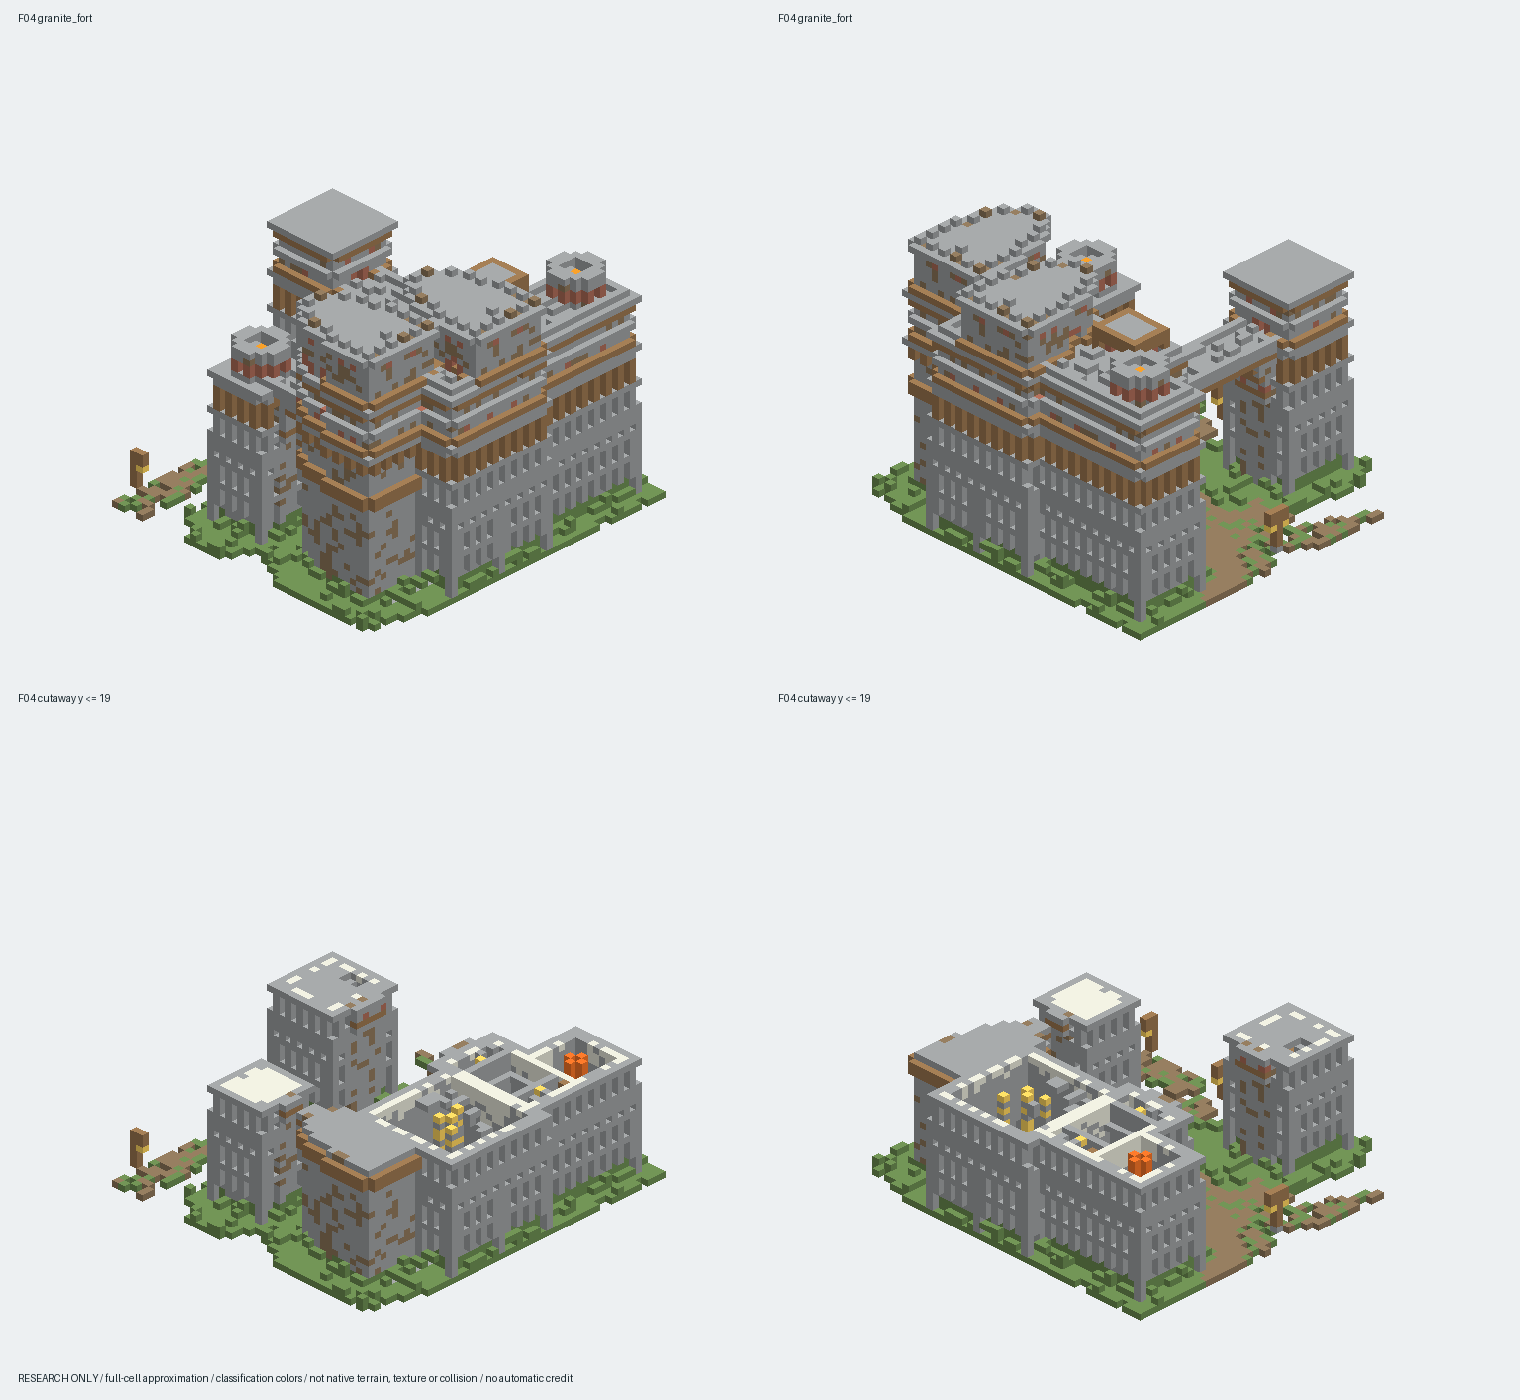 F04 granite_fort
F04 granite_fort
F04 cutaway y <= 19
F04 cutaway y <= 19
RESEARCH ONLY / full-cell approximation / classification colors / not native terrain, texture or collision / no automatic credit